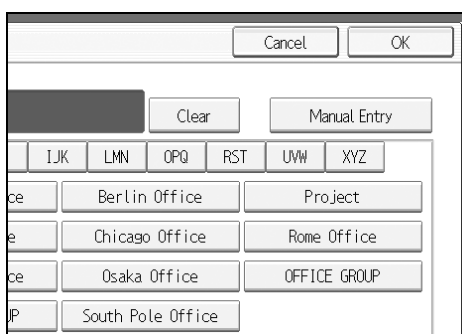 Cancel OK
Clear Manual Entry
IJK LMN OPQ RST UVW XYZ
ce Berlin Office Project
e Chicago Office Rome Office
ce Osaka Office OFFICE GROUP
UP South Pole Office